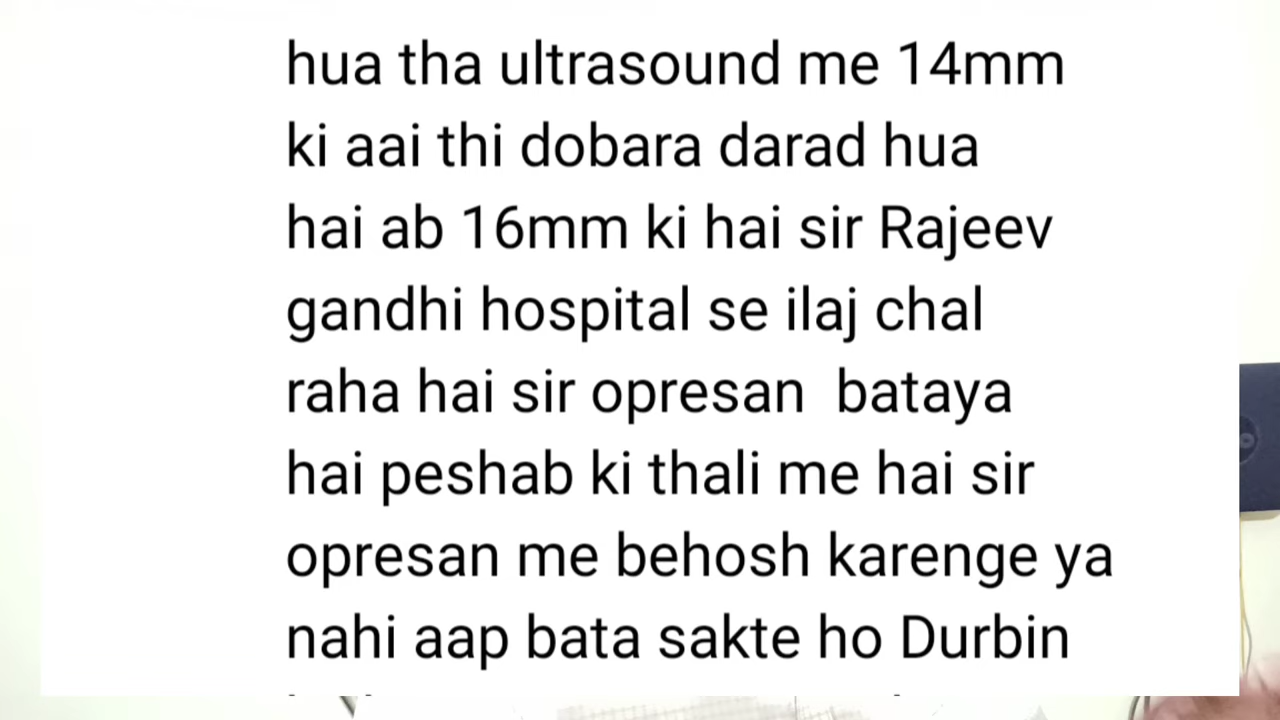 hua tha ultrasound me 14mm
ki aai thi dobara darad hua
hai ab 16mm ki hai sir Rajeev
gandhi hospital se ilaj chal
raha hai sir opresan bataya
hai peshab ki thali me hai sir
opresan me behosh karenge ya
nahi aap bata sakte ho Durbin